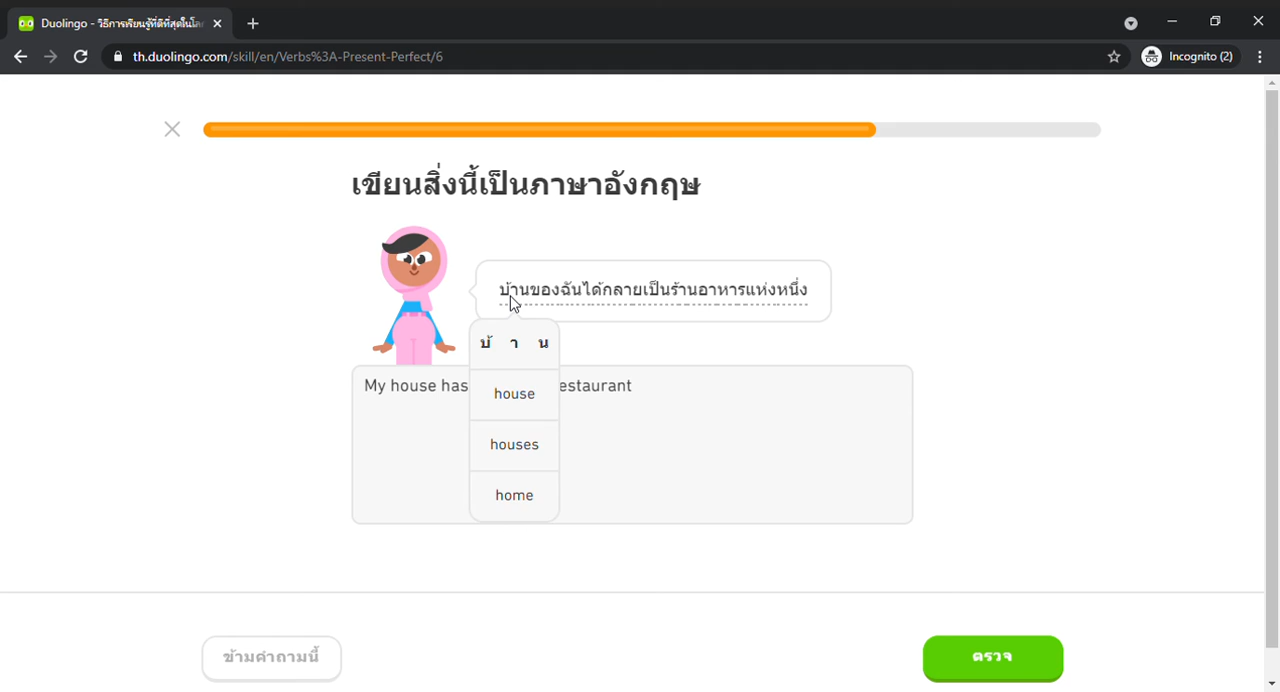 Duolingo - วิธีการเรียนรู้ที่ดีที่สุดในโล
th.duolingo.com/skill/en/Verbs%3A-Present-Perfect/6
Incognito (2)
เขียนสิ่งนี้เป็นภาษาอังกฤษ
บ้านของฉันได้กลายเป็นร้านอาหารแห่งหนึ่ง
บ้ า น
My house has estaurant
house
houses
home
ข้ามคำถามนี้
ตรวจ